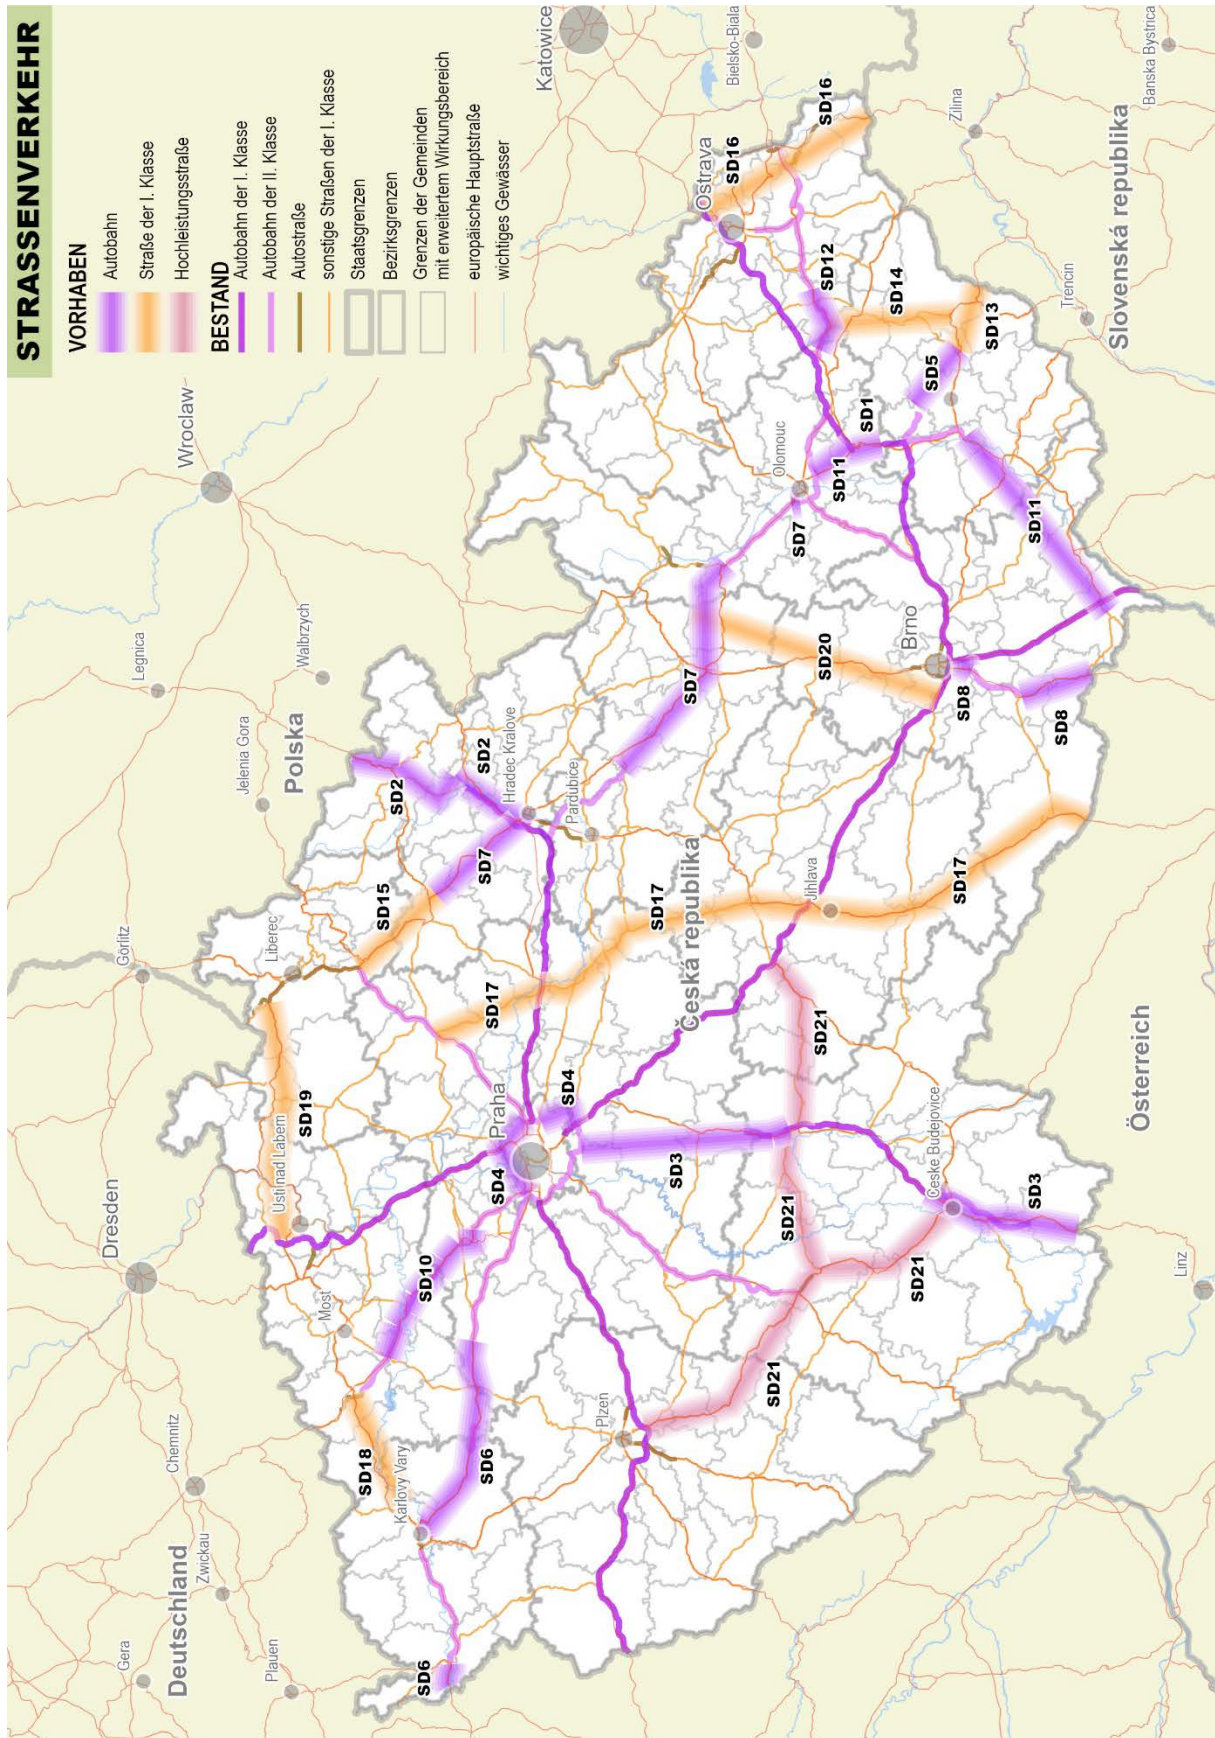 STRASSENVERKEHR
VORHABEN
Autobahn
Straße der I. Klasse
Hochleistungsstraße
BESTAND
Autobahn der I. Klasse
Autobahn der II. Klasse
Autostraße
sonstige Straßen der I. Klasse
Staatsgrenzen
Bezirksgrenzen
Grenzen der Gemeinden
mit erweitertem Wirkungsbereich
europäische Hauptstraße
wichtiges Gewässer
Gera
Deutschland
Zwickau
Plauen
Chemnitz
Dresden
Görlitz
Legnica
Jelenia Gora
Walbrzych
Wroclaw
Polska
Katowice
Bielsko-Biala
Zilina
Banska Bystrica
Slovenská republika
Trencin
Österreich
Linz
Liberec
Ustinad Labem
Most
Karlovy Vary
Plzen
Praha
Hradec Kralove
Pardubice
Česká republika
Jihlava
Ceske Budejovice
Brno
Olomouc
Ostrava
SD6
SD18
SD6
SD10
SD19
SD4
SD4
SD17
SD15
SD7
SD2
SD2
SD7
SD7
SD20
SD17
SD17
SD3
SD21
SD21
SD21
SD21
SD3
SD8
SD8
SD11
SD11
SD1
SD5
SD13
SD14
SD12
SD16
SD16